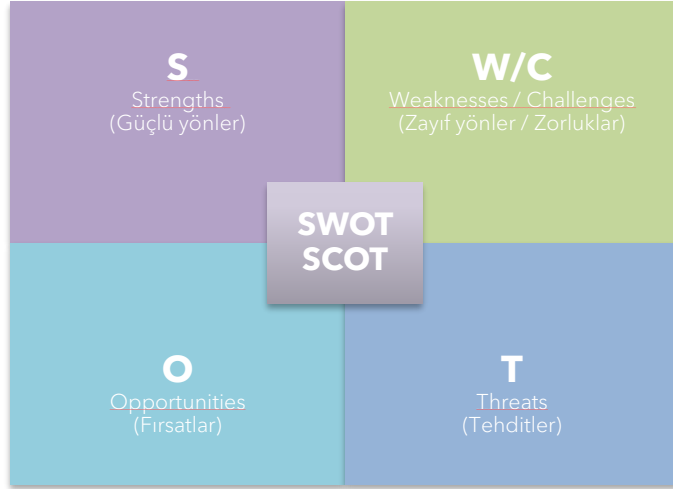 S
Strengths
(Güçlü yönler)
W/C
Weaknesses / Challenges
(Zayıf yönler / Zorluklar)
SWOT
SCOT
O
Opportunities
(Fırsatlar)
T
Threats
(Tehditler)